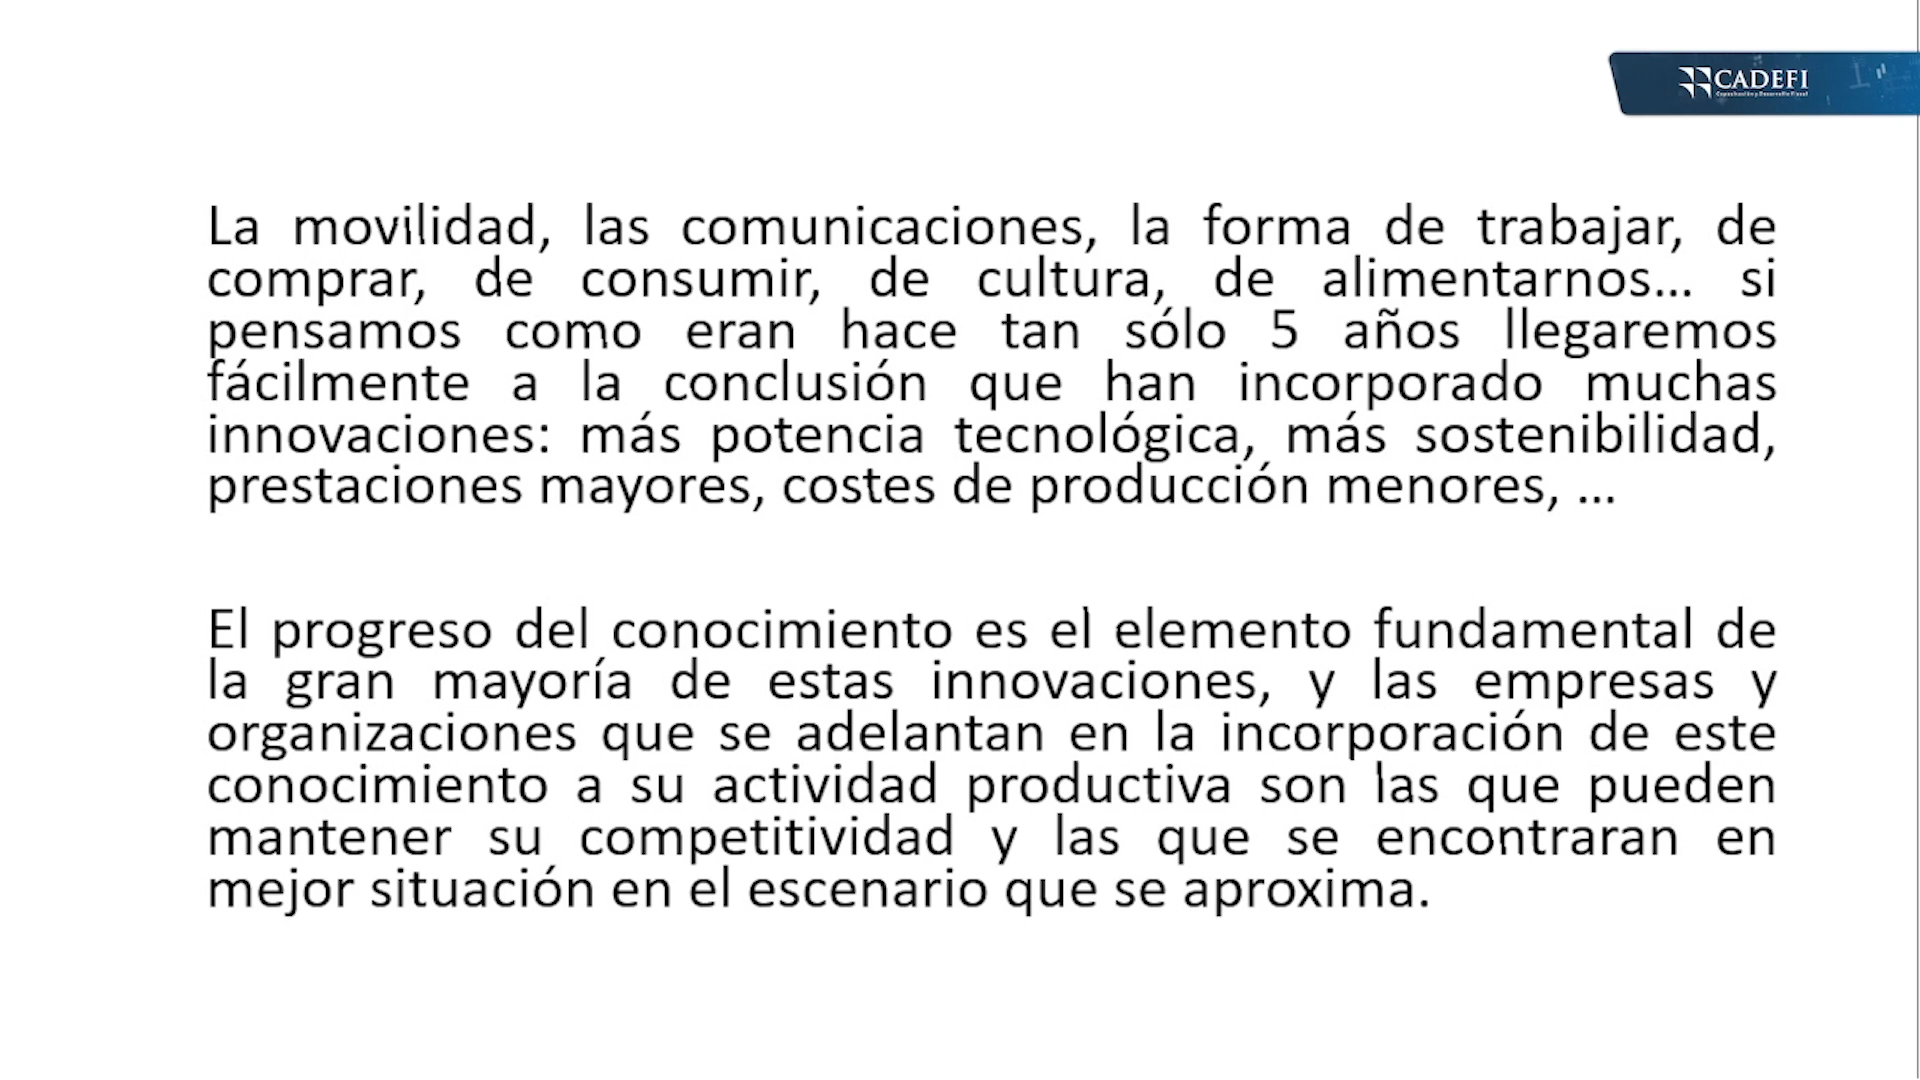 CADEFI
Capacitación y Desarrollo Fiscal
La movilidad, las comunicaciones, la forma de trabajar, de
comprar, de consumir, de cultura, de alimentarnos... si
pensamos como eran hace tan sólo 5 años llegaremos
fácilmente a la conclusión que han incorporado muchas
innovaciones: más potencia tecnológica, más sostenibilidad,
prestaciones mayores, costes de producción menores, ...
El progreso del conocimiento es el elemento fundamental de
la gran mayoría de estas innovaciones, y las empresas y
organizaciones que se adelantan en la incorporación de este
conocimiento a su actividad productiva son las que pueden
mantener su competitividad y las que se encontraran en
mejor situación en el escenario que se aproxima.